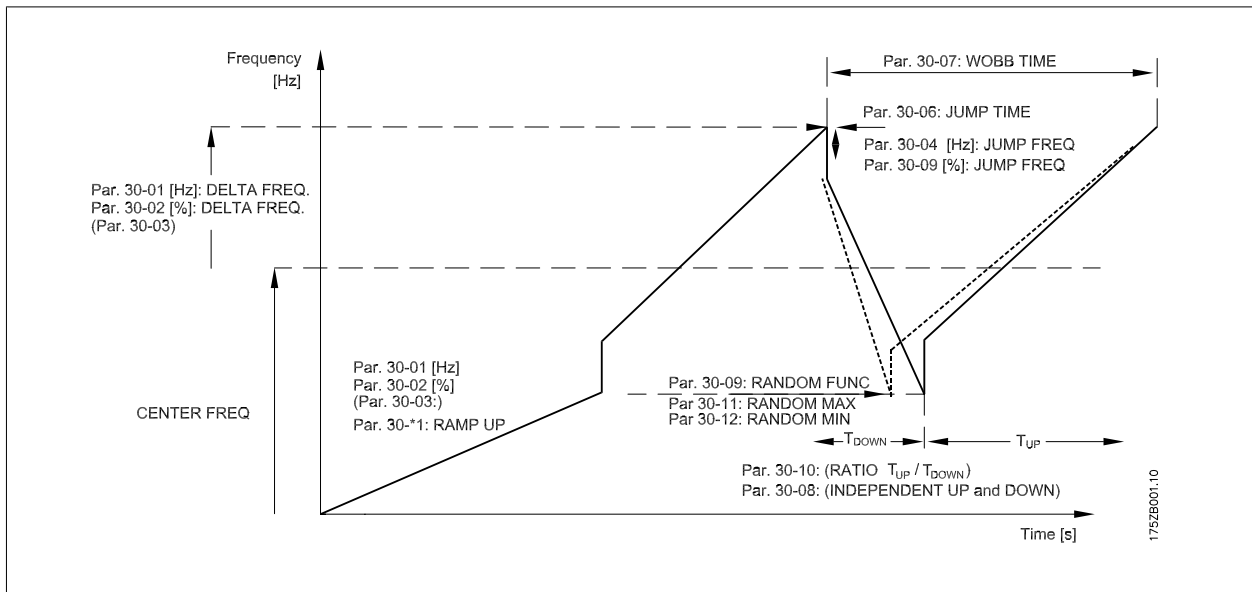 Frequency
[Hz]
Par. 30-07: WOBB TIME
Par. 30-06: JUMP TIME
Par. 30-04 [Hz]: JUMP FREQ
Par. 30-09 [%]: JUMP FREQ
Par. 30-01 [Hz]: DELTA FREQ.
Par. 30-02 [%]: DELTA FREQ.
(Par. 30-03)
Par. 30-01 [Hz]
Par. 30-02 [%]
(Par. 30-03:)
Par. 30-*1: RAMP UP
CENTER FREQ
Par. 30-09: RANDOM FUNC
Par 30-11: RANDOM MAX
Par 30-12: RANDOM MIN
TDOWN
TUP
Par. 30-10: (RATIO TUP / TDOWN)
Par. 30-08: (INDEPENDENT UP and DOWN)
Time [s]
175ZB001.10